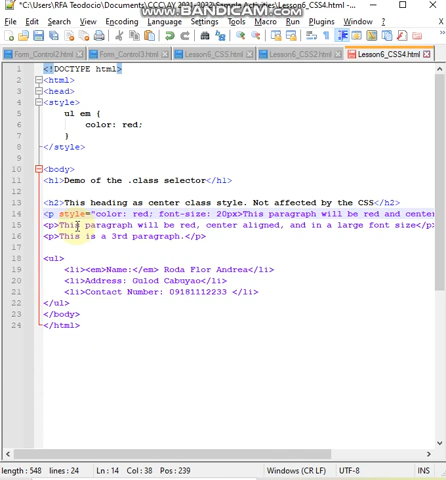 *C:\Users\RFA Teodocio\Documents\CCC\AY 2021-2022\Sample Activities\Lesson6_CSS4.html -
WWW.BANDICAM.COM
File Edit Search View Encoding Language Settings Tools Macro Run Plugins Window ?
Form_Control2.html Form_Control3.html Lesson6_CSS.html Lesson6_CSS2.html Lesson6_CSS4.html
1 <!DOCTYPE html>
2 <html>
3 <head>
4 <style>
5 ul em {
6 color: red;
7 }
8 </style>
9
10 <body>
11 <h1>Demo of the .class selector</h1>
12
13 <h2>This heading as center class style. Not affected by the CSS</h2>
14 <p style="color: red; font-size: 20px>This paragraph will be red and center
15 <p>This paragraph will be red, center aligned, and in a large font size</p>
16 <p>This is a 3rd paragraph.</p>
17
18 <ul>
19 <li><em>Name:</em> Roda Flor Andrea</li>
20 <li>Address: Gulod Cabuyao</li>
21 <li>Contact Number: 09181112233 </li>
22 </ul>
23 </body>
24 </html>
length : 548 lines : 24 Ln : 14 Col : 38 Pos : 239 Windows (CR LF) UTF-8 INS